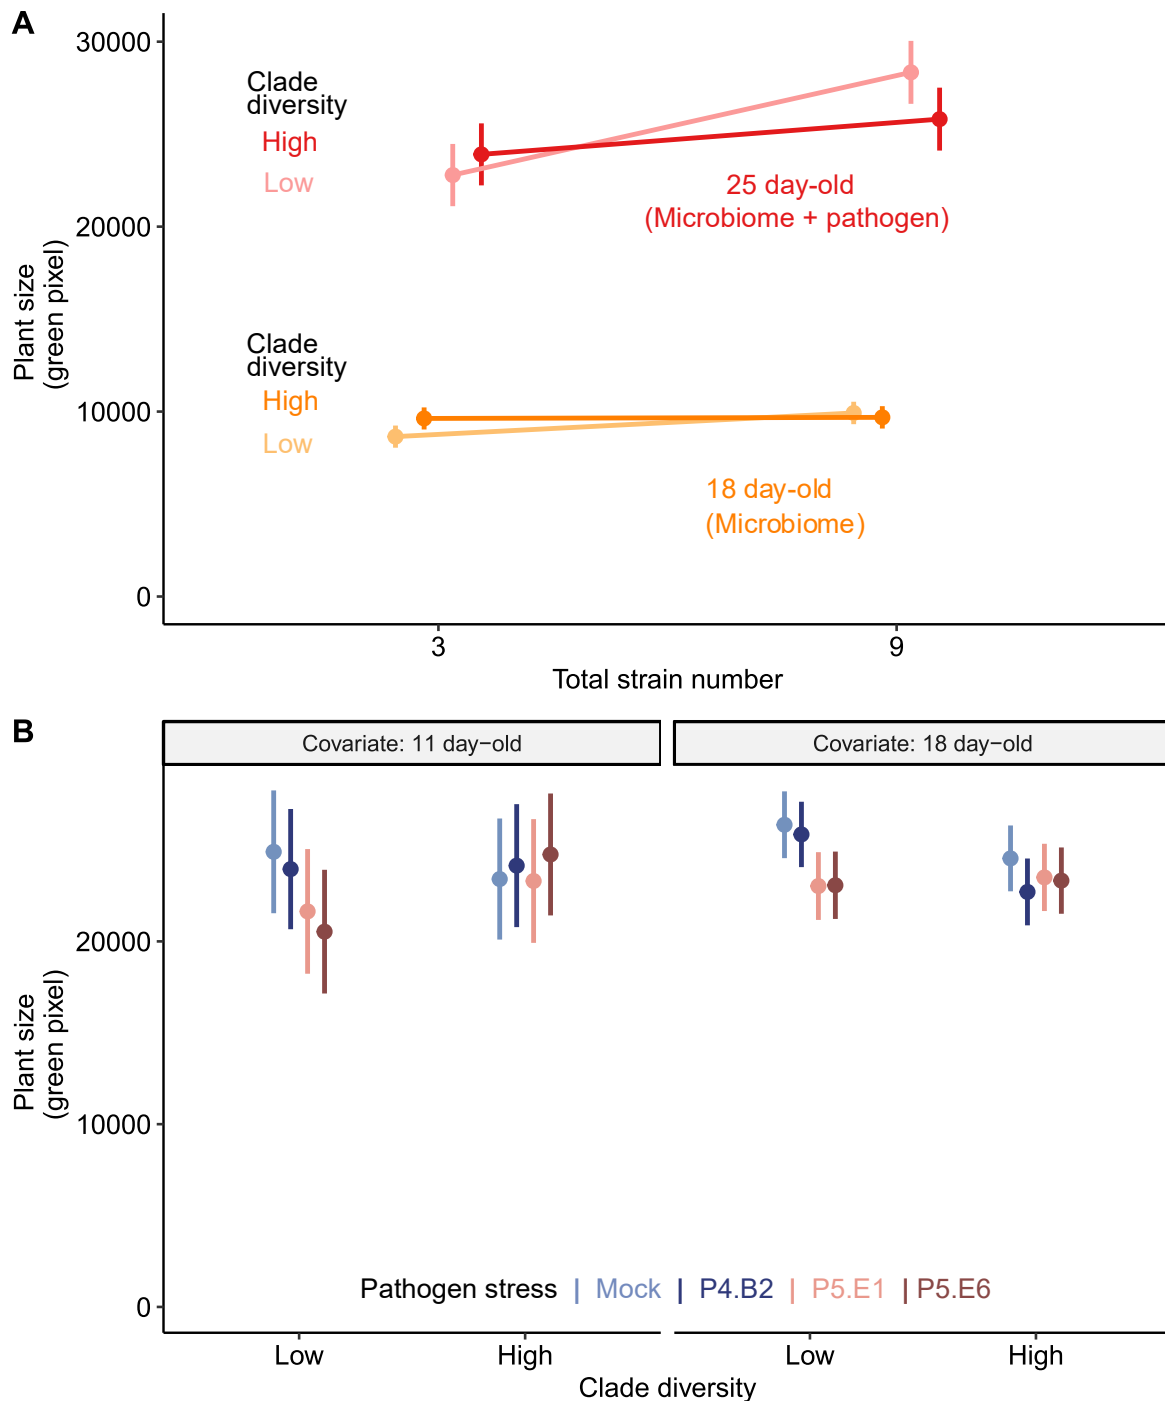 A
30000
20000
10000
0
Plant size
(green pixel)
Clade
diversity
High
Low
25 day-old
(Microbiome + pathogen)
Clade
diversity
High
Low
18 day-old
(Microbiome)
3
9
Total strain number
B
Covariate: 11 day−old
Covariate: 18 day−old
20000
10000
0
Plant size
(green pixel)
Pathogen stress | Mock | P4.B2 | P5.E1 | P5.E6
Low
High
Low
High
Clade diversity